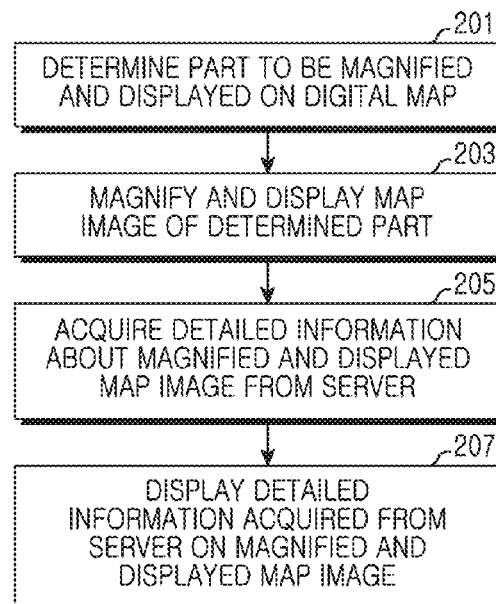 201
DETERMINE PART TO BE MAGNIFIED
AND DISPLAYED ON DIGITAL MAP
203
MAGNIFY AND DISPLAY MAP
IMAGE OF DETERMINED PART
205
ACQUIRE DETAILED INFORMATION
ABOUT MAGNIFIED AND DISPLAYED
MAP IMAGE FROM SERVER
207
DISPLAY DETAILED
INFORMATION ACQUIRED FROM
SERVER ON MAGNIFIED AND
DISPLAYED MAP IMAGE